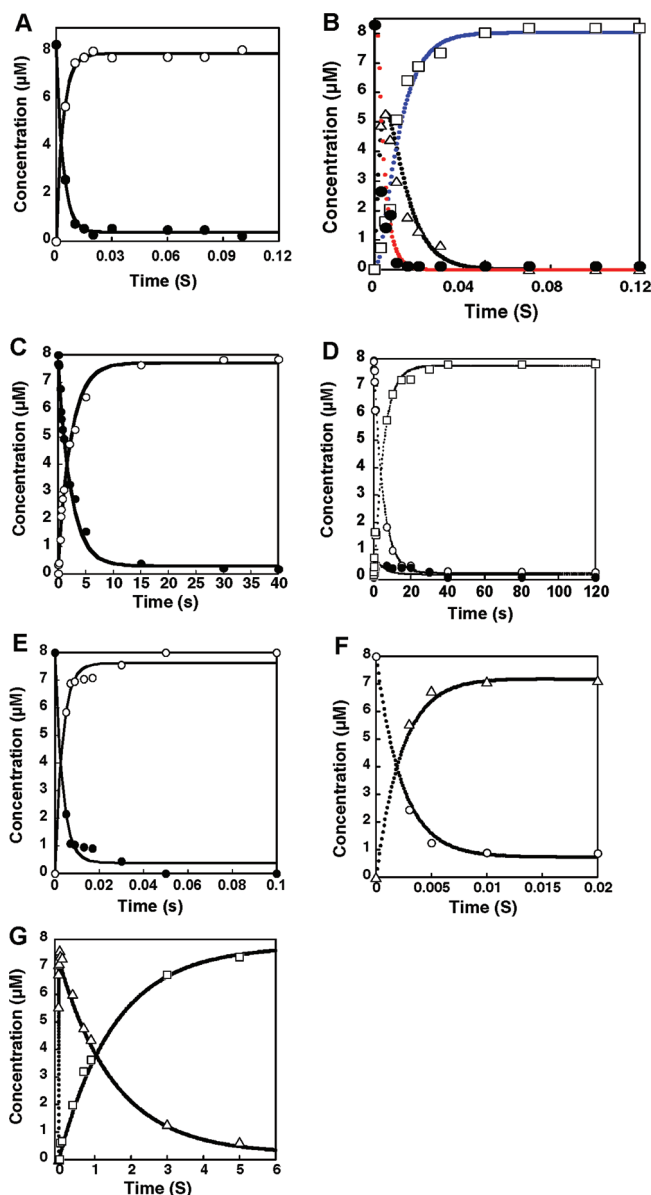 A
Concentration (µM)
8
6
4
2
0
0 0.03 0.06 0.09 0.12
Time (S)
B
Concentration (µM)
8
7
6
5
4
3
2
1
0
0 0.04 0.08 0.12
Time (S)
C
Concentration (µM)
8
7
6
5
4
3
2
1
0
0 5 10 15 20 25 30 35 40
Time (s)
D
Concentration (µM)
8
7
6
5
4
3
2
1
0
0 20 40 60 80 100 120
Time (s)
E
Concentration (µM)
8
7
6
5
4
3
2
1
0
0 0.02 0.04 0.06 0.08 0.1
Time (s)
F
Concentration (µM)
8
7
6
5
4
3
2
1
0
0 0.005 0.01 0.015 0.02
Time (S)
G
Concentration (µM)
8
7
6
5
4
3
2
1
0
0 1 2 3 4 5 6
Time (S)